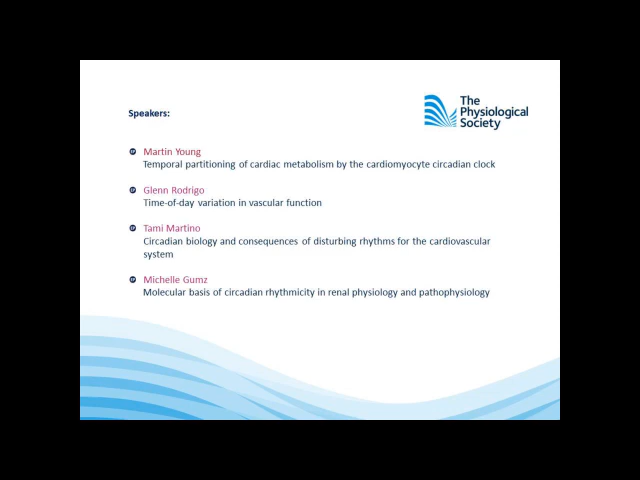 The
Physiological
Society
Speakers:
Martin Young
Temporal partitioning of cardiac metabolism by the cardiomyocyte circadian clock
Glenn Rodrigo
Time-of-day variation in vascular function
Tami Martino
Circadian biology and consequences of disturbing rhythms for the cardiovascular
system
Michelle Gumz
Molecular basis of circadian rhythmicity in renal physiology and pathophysiology